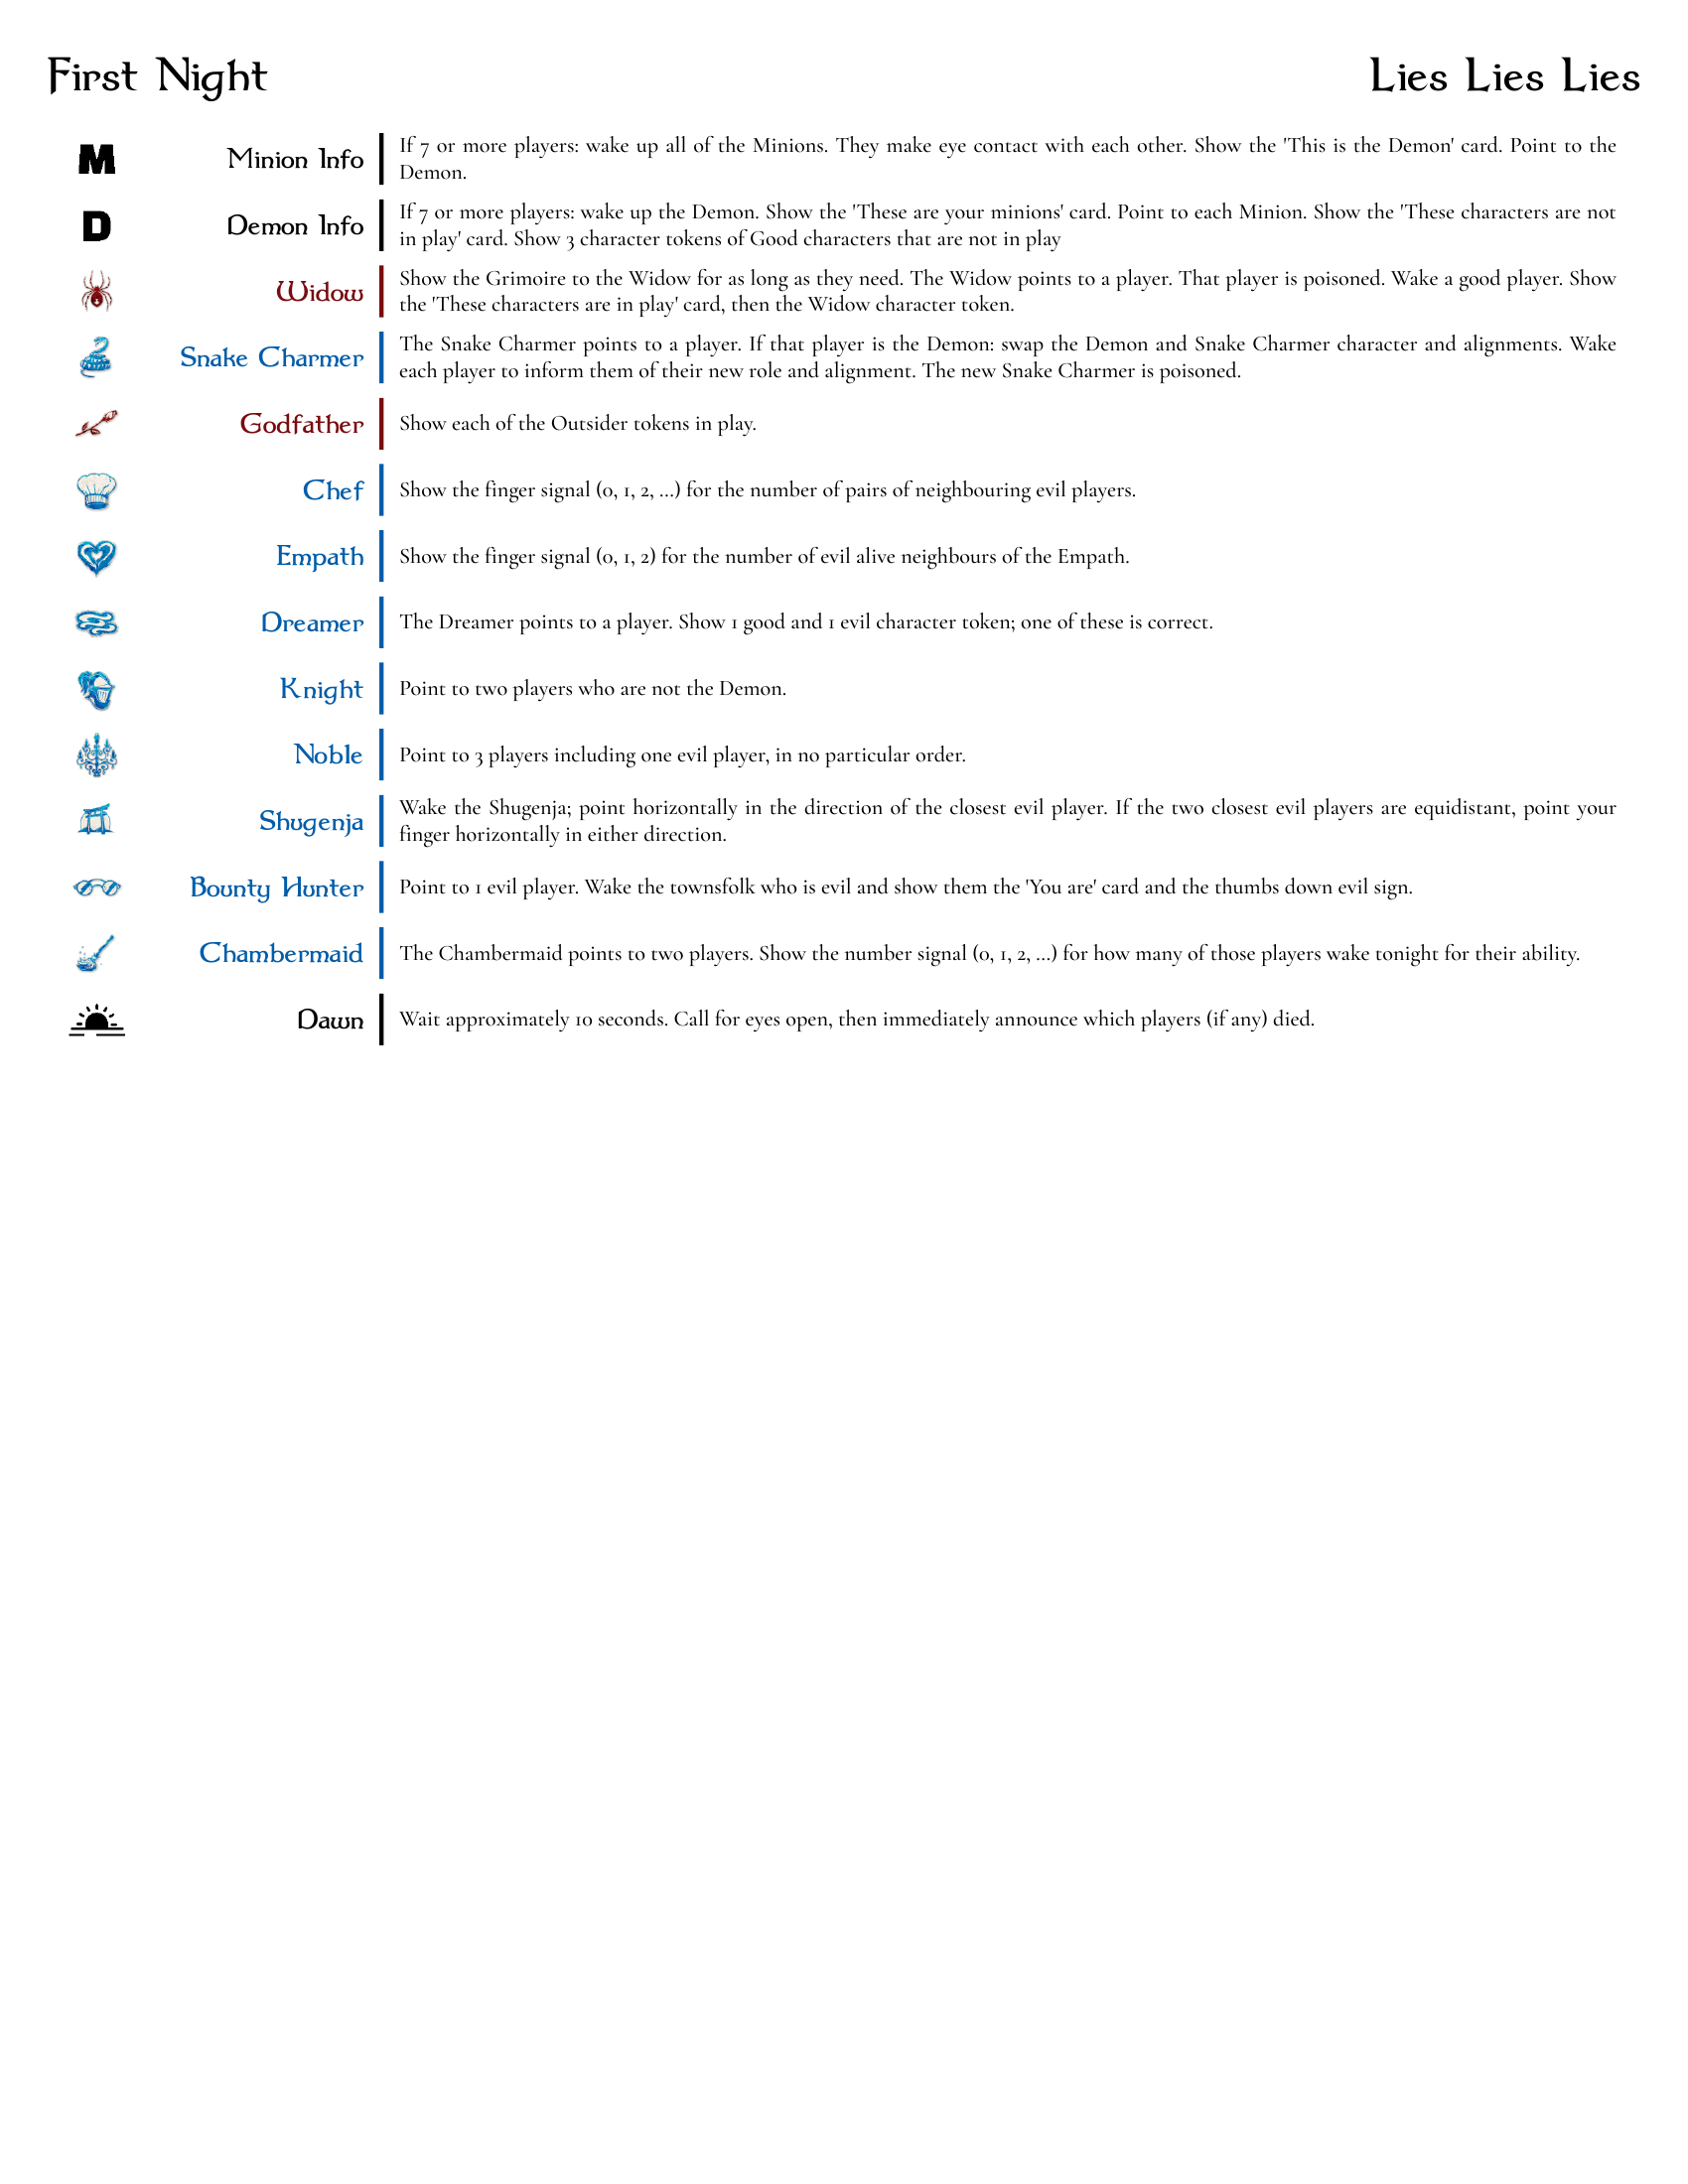 First Night
Lies Lies Lies
M
Minion Info
If 7 or more players: wake up all of the Minions. They make eye contact with each other. Show the 'This is the Demon' card. Point to the
Demon.
D
Demon Info
If 7 or more players: wake up the Demon. Show the 'These are your minions' card. Point to each Minion. Show the 'These characters are not
in play' card. Show 3 character tokens of Good characters that are not in play
Widow
Show the Grimoire to the Widow for as long as they need. The Widow points to a player. That player is poisoned. Wake a good player. Show
the 'These characters are in play' card, then the Widow character token.
Snake Charmer
The Snake Charmer points to a player. If that player is the Demon: swap the Demon and Snake Charmer character and alignments. Wake
each player to inform them of their new role and alignment. The new Snake Charmer is poisoned.
Godfather
Show each of the Outsider tokens in play.
Chef
Show the finger signal (0, 1, 2, ...) for the number of pairs of neighbouring evil players.
Empath
Show the finger signal (0, 1, 2) for the number of evil alive neighbours of the Empath.
Dreamer
The Dreamer points to a player. Show 1 good and 1 evil character token; one of these is correct.
Knight
Point to two players who are not the Demon.
Noble
Point to 3 players including one evil player, in no particular order.
Shugenja
Wake the Shugenja; point horizontally in the direction of the closest evil player. If the two closest evil players are equidistant, point your
finger horizontally in either direction.
Bounty Hunter
Point to 1 evil player. Wake the townsfolk who is evil and show them the 'You are' card and the thumbs down evil sign.
Chambermaid
The Chambermaid points to two players. Show the number signal (0, 1, 2, ...) for how many of those players wake tonight for their ability.
Dawn
Wait approximately 10 seconds. Call for eyes open, then immediately announce which players (if any) died.